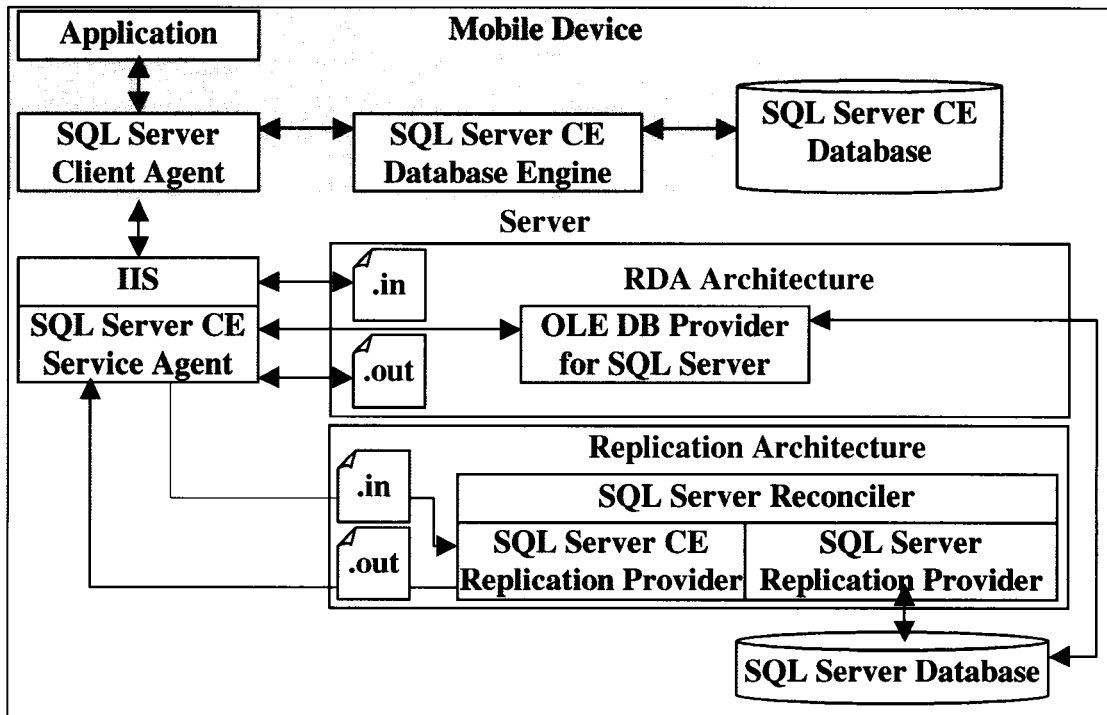 Application
Mobile Device
SQL Server
Client Agent
SQL Server CE
Database Engine
SQL Server CE
Database
Server
IIS
SQL Server CE
Service Agent
.in
.out
RDA Architecture
OLE DB Provider
for SQL Server
Replication Architecture
.in
.out
SQL Server Reconciler
SQL Server CE
Replication Provider
SQL Server
Replication Provider
SQL Server Database